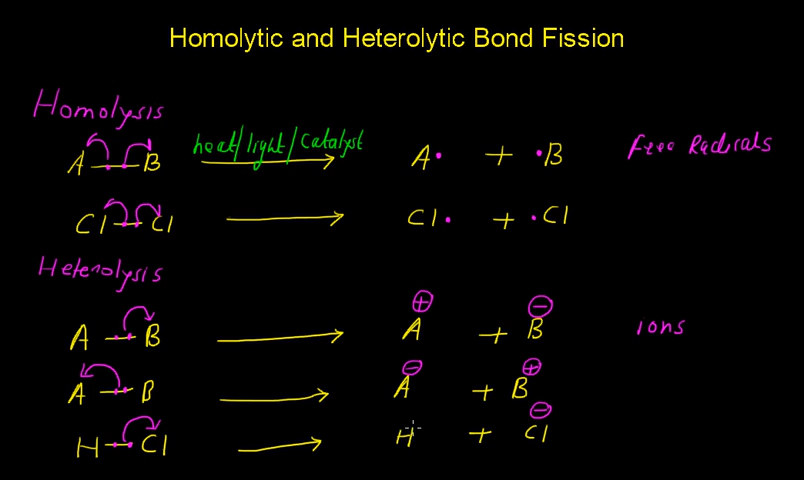 Homolytic and Heterolytic Bond Fission
Homolysis
A — B heat/light/catalyst → A• + •B free Radicals
Cl — Cl → Cl• + •Cl
Heterolysis
A — B → A⊕ + B⊖ ions
A — B → A⊖ + B⊕
H — Cl → H + Cl⊖